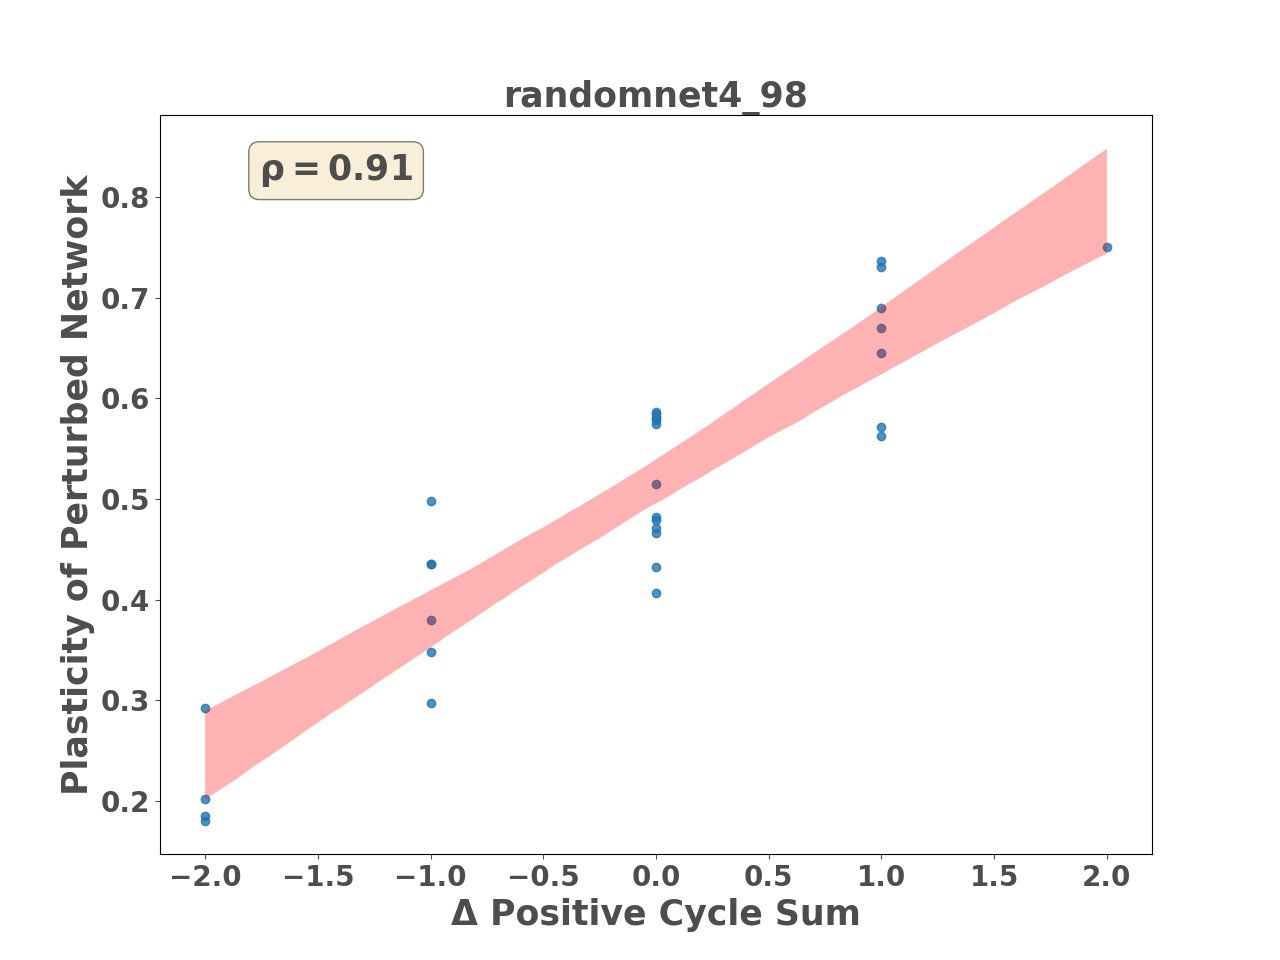 randomnet4_98
ρ = 0.91
Plasticity of Perturbed Network
0.8
0.7
0.6
0.5
0.4
0.3
0.2
−2.0 −1.5 −1.0 −0.5 0.0 0.5 1.0 1.5 2.0
Δ Positive Cycle Sum